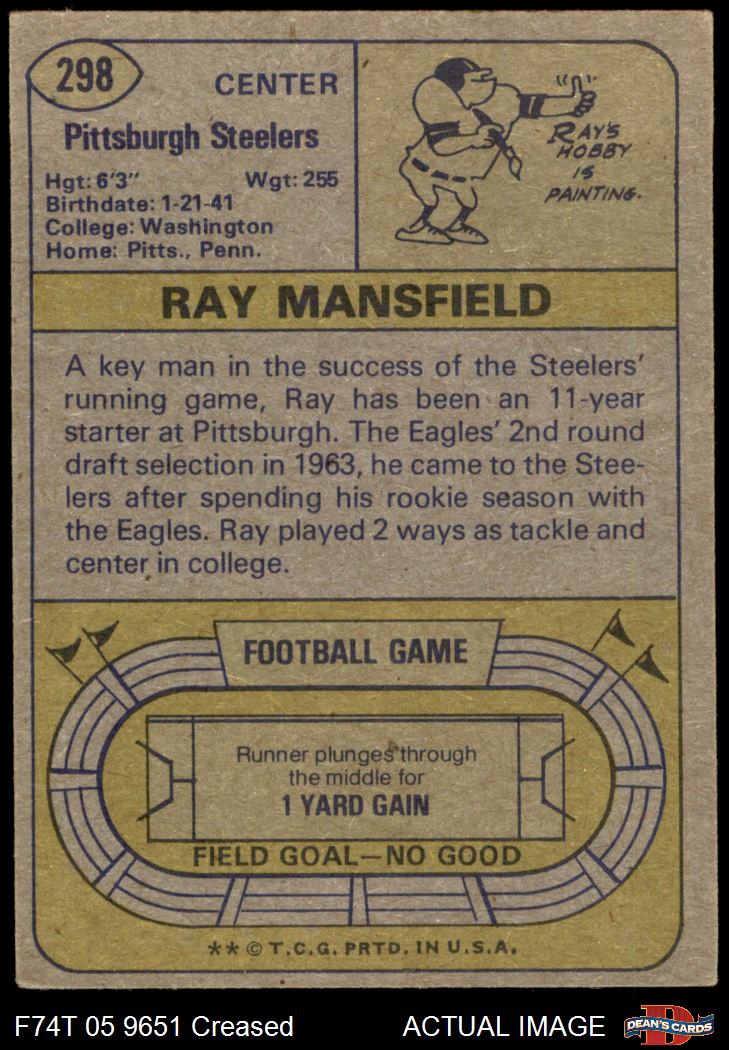 298
CENTER
Pittsburgh Steelers
Hgt: 6'3" Wgt: 255
Birthdate: 1-21-41
College: Washington
Home: Pitts., Penn.
RAY'S
HOBBY
IS
PAINTING.
RAY MANSFIELD
A key man in the success of the Steelers'
running game, Ray has been an 11-year
starter at Pittsburgh. The Eagles' 2nd round
draft selection in 1963, he came to the Stee-
lers after spending his rookie season with
the Eagles. Ray played 2 ways as tackle and
center in college.
FOOTBALL GAME
Runner plunges through
the middle for
1 YARD GAIN
FIELD GOAL—NO GOOD
** © T.C.G. PRTD. IN U.S.A.
F74T 05 9651 Creased ACTUAL IMAGE
D
DEAN'S CARDS